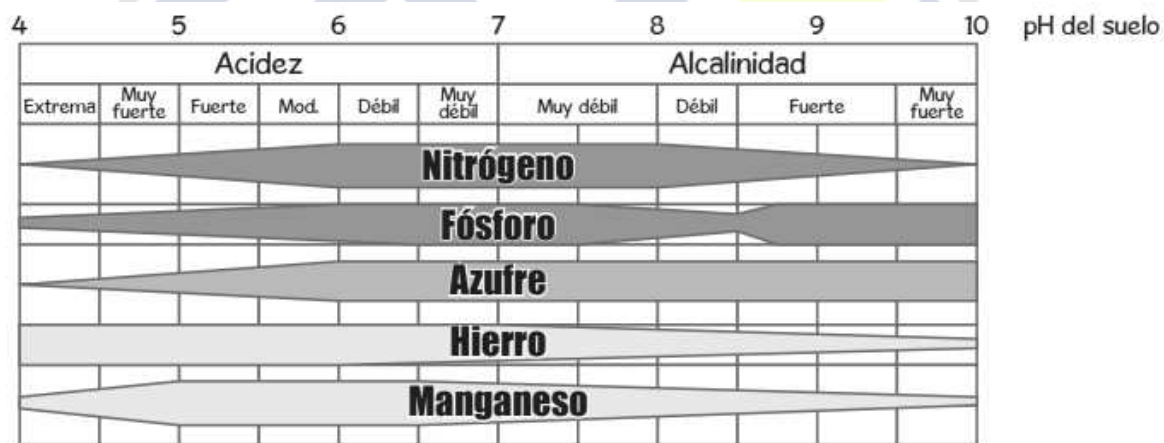 4 5 6 7 8 9 10 pH del suelo
Acidez Alcalinidad
Extrema Muy fuerte Fuerte Mod. Débil Muy débil Muy débil Débil Fuerte Muy fuerte
Nitrógeno
Fósforo
Azufre
Hierro
Manganeso